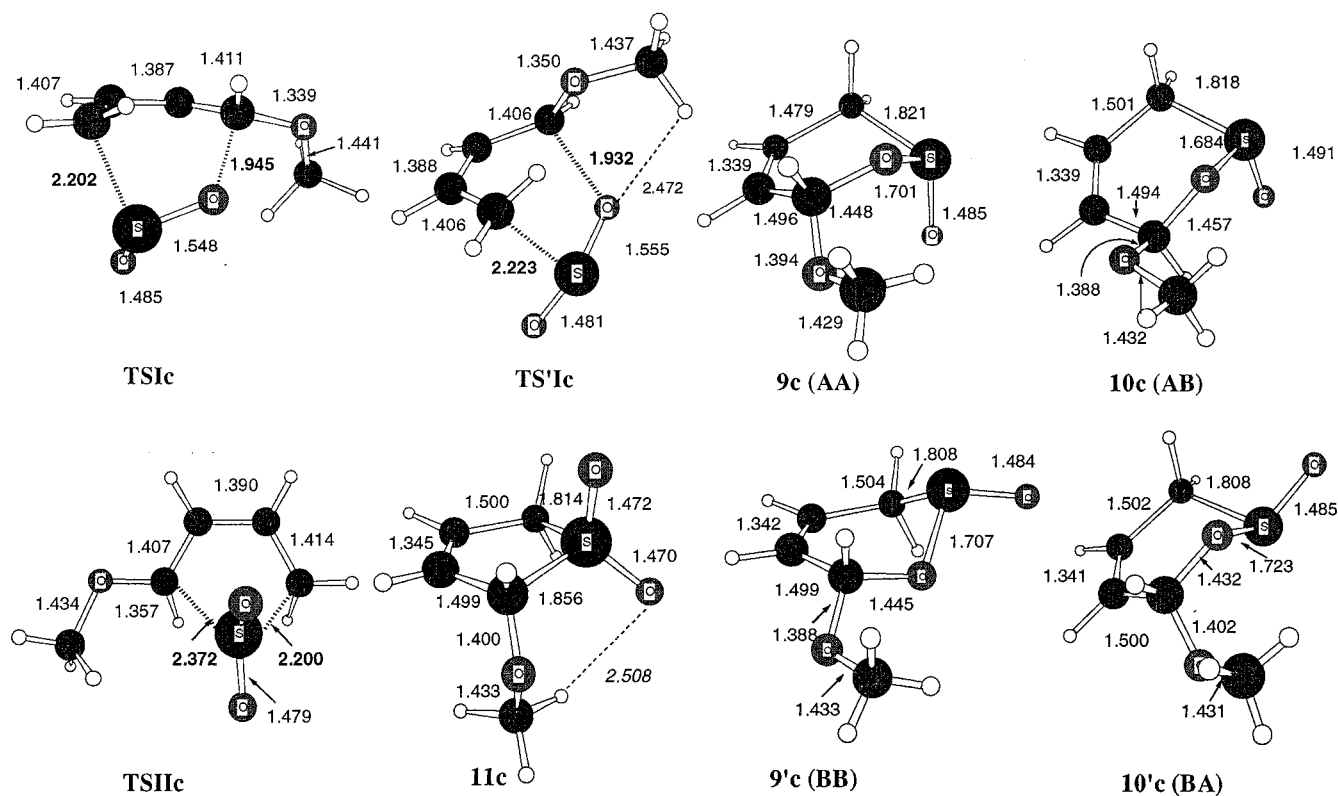 1.407
1.387
1.411
1.339
O
1.441
2.202
1.945
O
S
1.548
O
1.485
TSIc
1.350
1.437
O
1.406
1.388
1.932
2.472
1.406
O
1.555
2.223
S
O
1.481
TS'Ic
1.479
1.821
1.339
O
S
1.701
1.496
1.448
1.485
O
1.394
O
1.429
9c (AA)
1.818
1.501
1.684
S
1.491
1.339
O
O
1.494
1.457
O
1.388
1.432
10c (AB)
1.390
1.407
1.414
O
1.434
1.357
O
S
2.372
2.200
O
1.479
TSIIc
O
1.500
1.814
1.472
1.345
S
1.470
O
1.499
1.856
1.400
O
1.433
2.508
11c
1.808
1.504
S
1.484
O
1.342
1.707
1.499
O
1.445
1.388
O
1.433
9'c (BB)
O
1.808
1.502
S
1.485
O
1.341
1.432
1.723
1.500
1.402
O
1.431
10'c (BA)